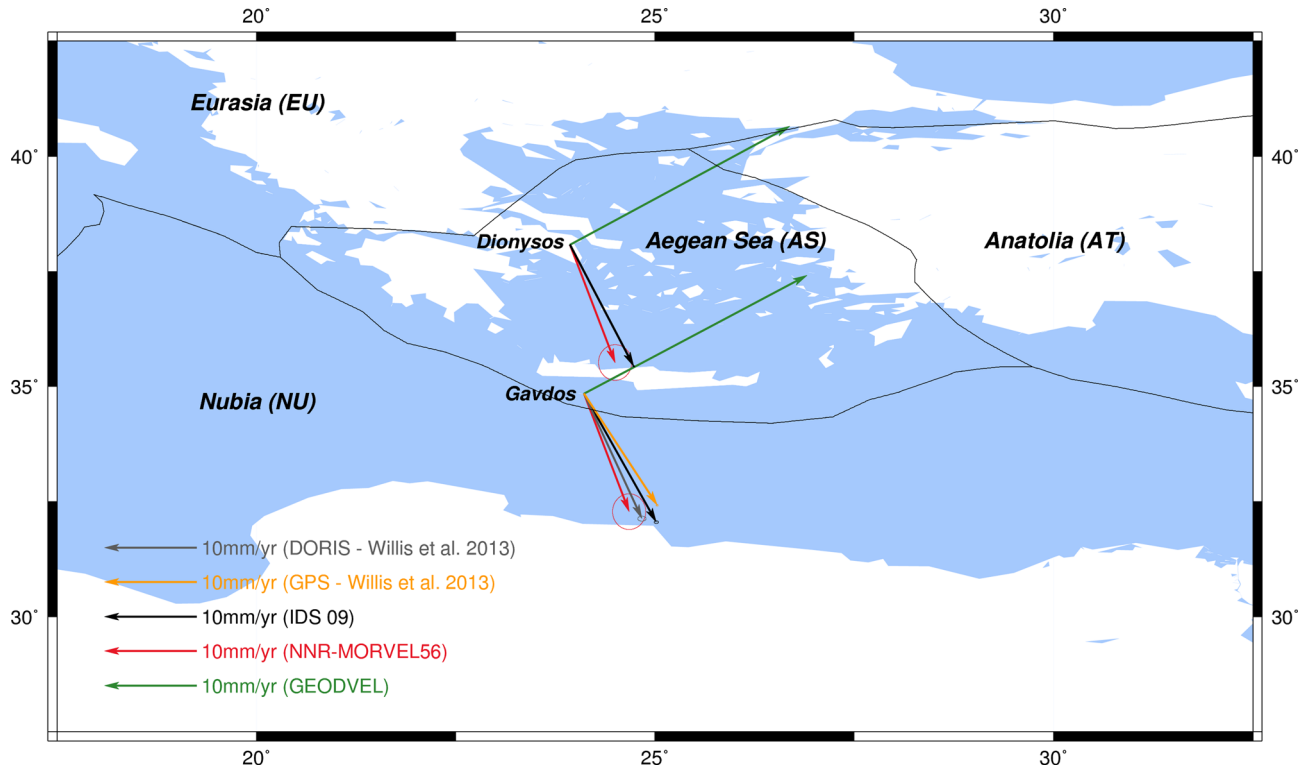 20° 25° 30°
Eurasia (EU)
40° 40°
Dionysos Aegean Sea (AS) Anatolia (AT)
35° 35°
Gavdos
Nubia (NU)
10mm/yr (DORIS - Willis et al. 2013)
10mm/yr (GPS - Willis et al. 2013)
10mm/yr (IDS 09)
30° 30°
10mm/yr (NNR-MORVEL56)
10mm/yr (GEODVEL)
20° 25° 30°